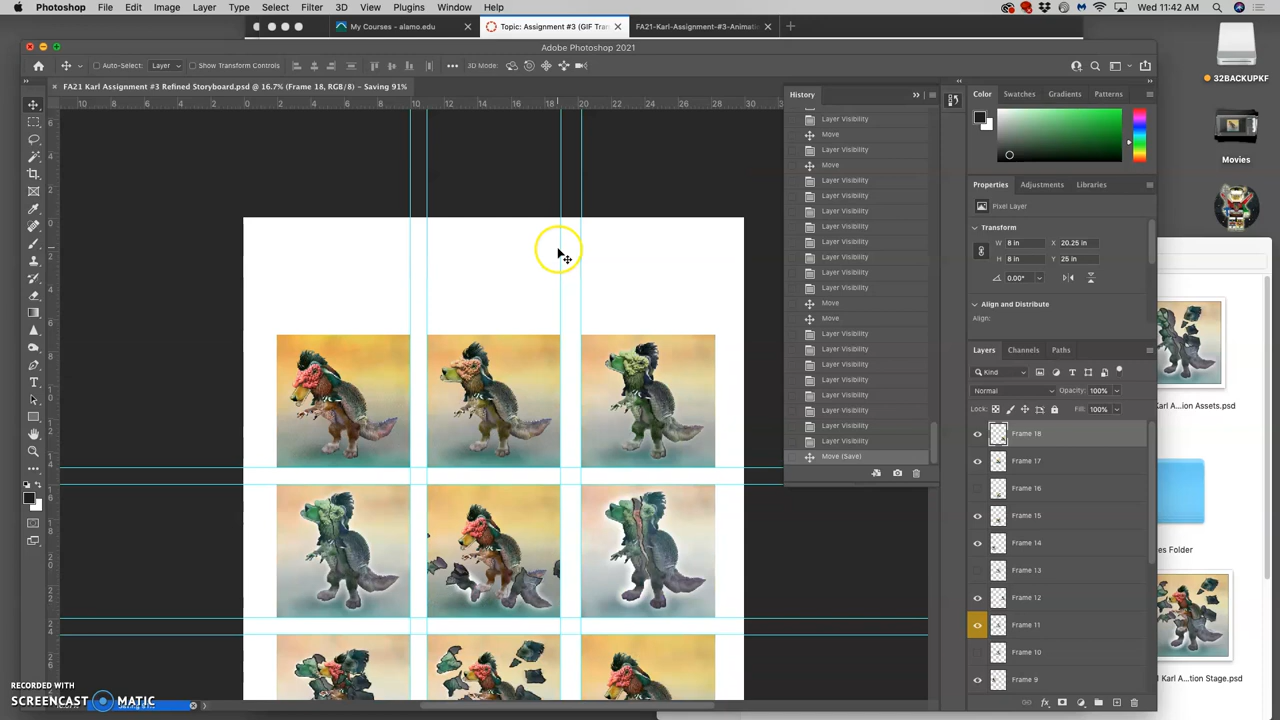 Photoshop File Edit Image Layer Type Select Filter 3D View Plugins Window Help
Wed 11:42 AM
My Courses - alamo.edu
Topic: Assignment #3 (GIF Tran
FA21-Karl-Assignment-#3-Animati
Adobe Photoshop 2021
Auto-Select: Layer Show Transform Controls 3D Mode:
FA21 Karl Assignment #3 Refined Storyboard.psd @ 16.7% (Frame 18, RGB/8) – Saving 91%
History
Layer Visibility
Move
Layer Visibility
Move
Layer Visibility
Layer Visibility
Layer Visibility
Layer Visibility
Layer Visibility
Layer Visibility
Layer Visibility
Layer Visibility
Move
Move
Layer Visibility
Layer Visibility
Layer Visibility
Layer Visibility
Layer Visibility
Layer Visibility
Layer Visibility
Layer Visibility
Move (Save)
Color Swatches Gradients Patterns
Properties Adjustments Libraries
Pixel Layer
Transform
W 8 in X 20.25 in
H 8 in Y 25 in
0.00°
Align and Distribute
Align:
Layers Channels Paths
Kind
Normal Opacity: 100%
Lock: Fill: 100%
Frame 18
Frame 17
Frame 16
Frame 15
Frame 14
Frame 13
Frame 12
Frame 11
Frame 10
Frame 9
32BACKUPKF
Movies
Karl A...ion Assets.psd
es Folder
Karl A...tion Stage.psd
RECORDED WITH
SCREENCAST MATIC